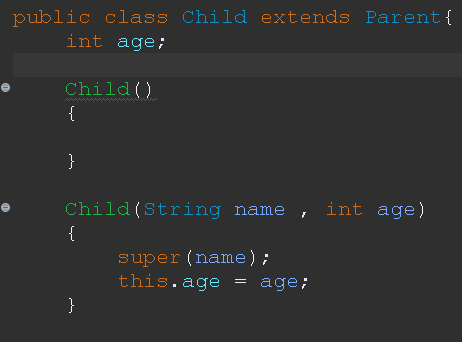 public class Child extends Parent{
int age;
Child()
{
}
Child(String name , int age)
{
super(name);
this.age = age;
}